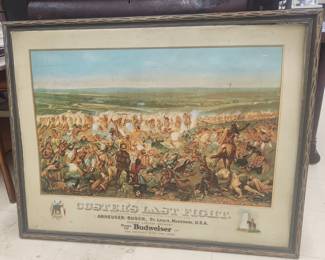 CUSTER'S LAST FIGHT.
ANHEUSER-BUSCH, St. Louis, Missouri, U.S.A.
Budweiser